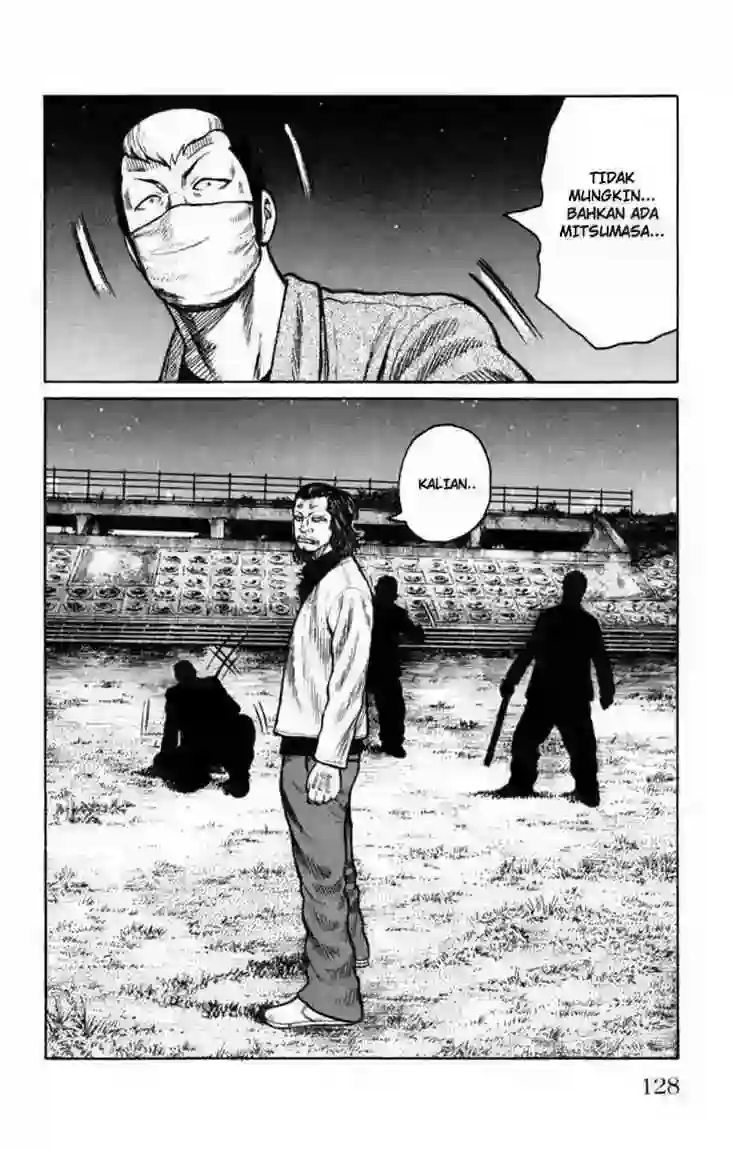 TIDAK
MUNGKIN...
BAHKAN ADA
MITSUMASA...
KALIAN..
128